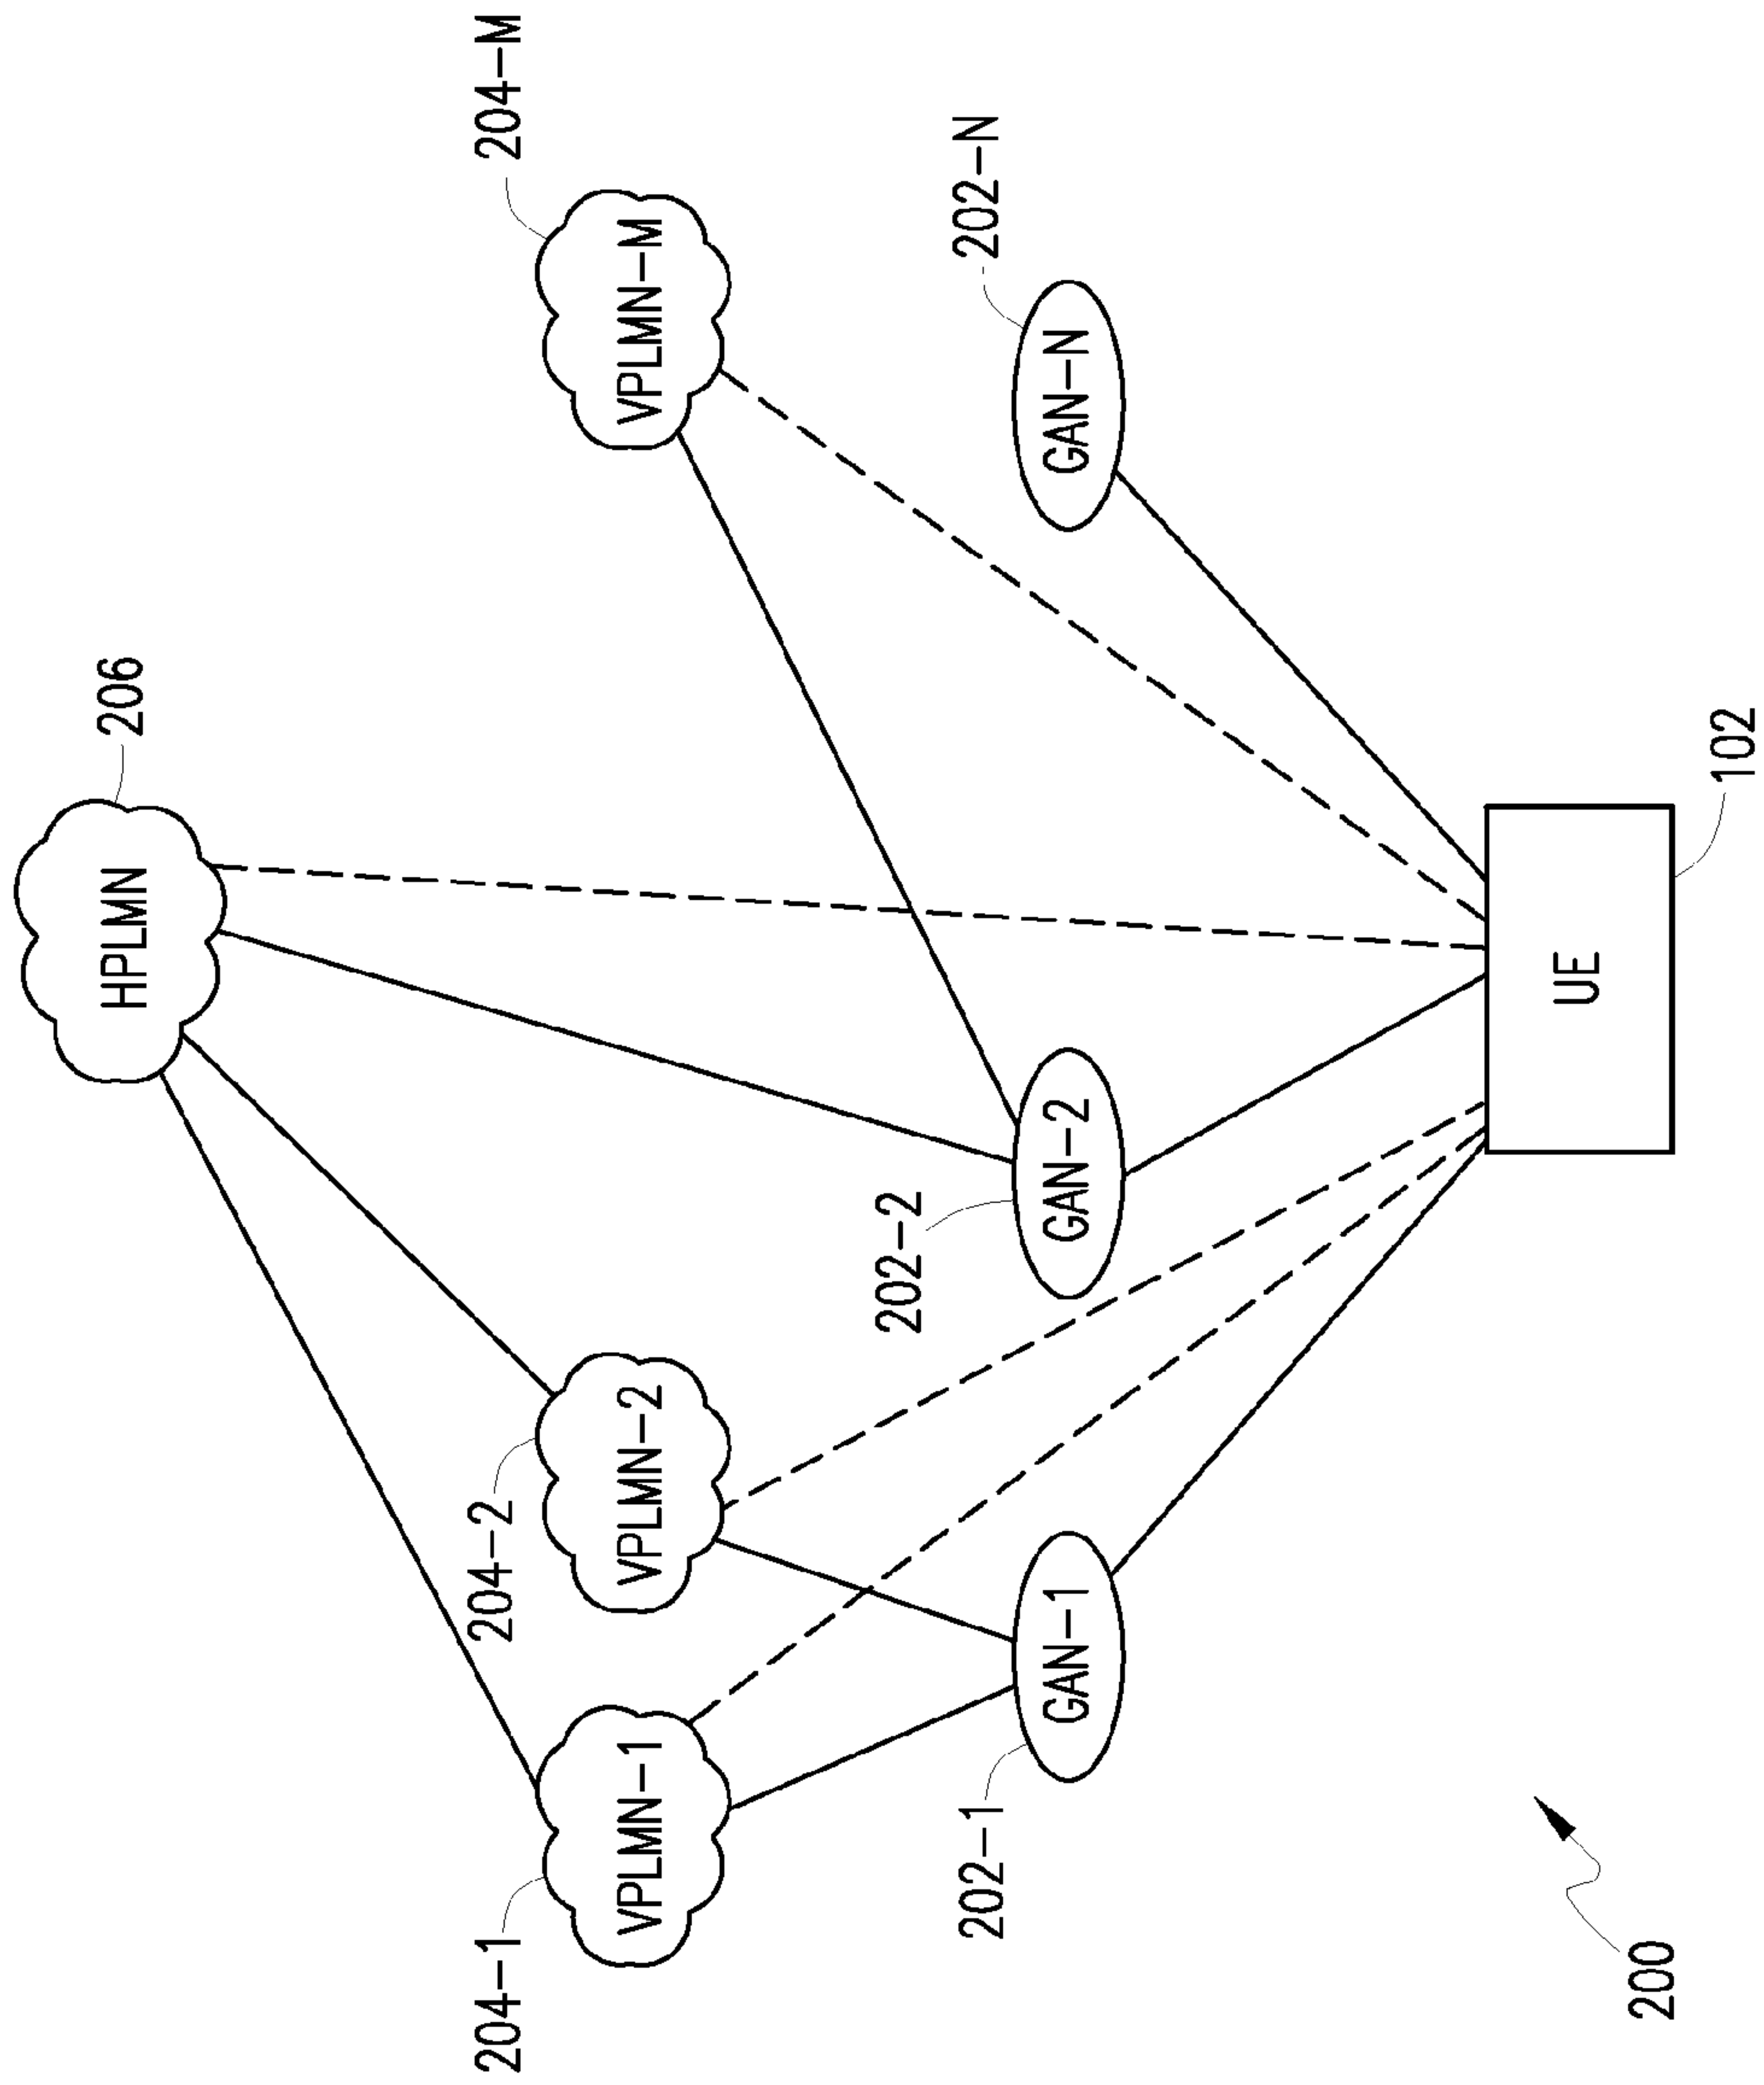 206
HPLMN
204-1
204-2
204-M
VPLMN-1
VPLMN-2
VPLMN-M
202-1
202-2
202-N
GAN-1
GAN-2
GAN-N
UE
200
102